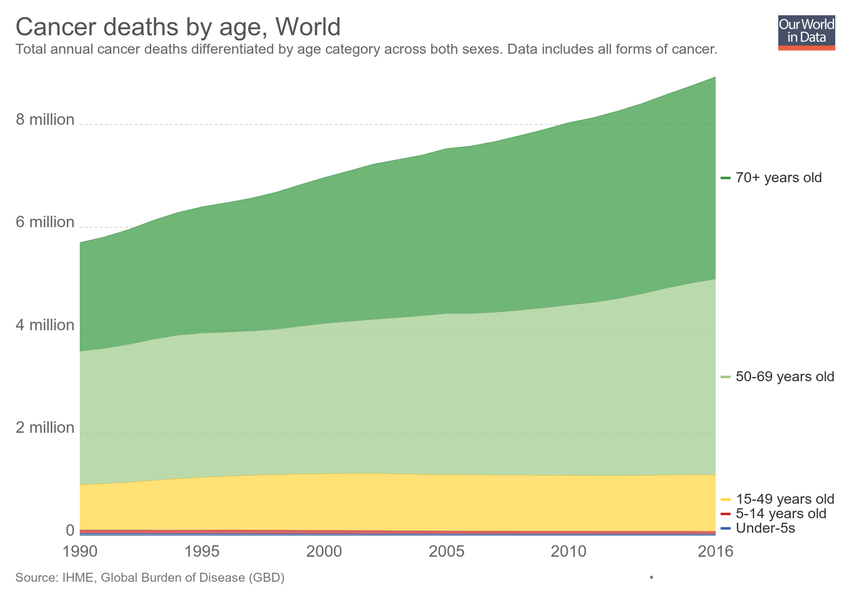 Cancer deaths by age, World
Our World
in Data
Total annual cancer deaths differentiated by age category across both sexes. Data includes all forms of cancer.
8 million
70+ years old
6 million
4 million
50-69 years old
2 million
15-49 years old
5-14 years old
Under-5s
0
1990 1995 2000 2005 2010 2016
Source: IHME, Global Burden of Disease (GBD)